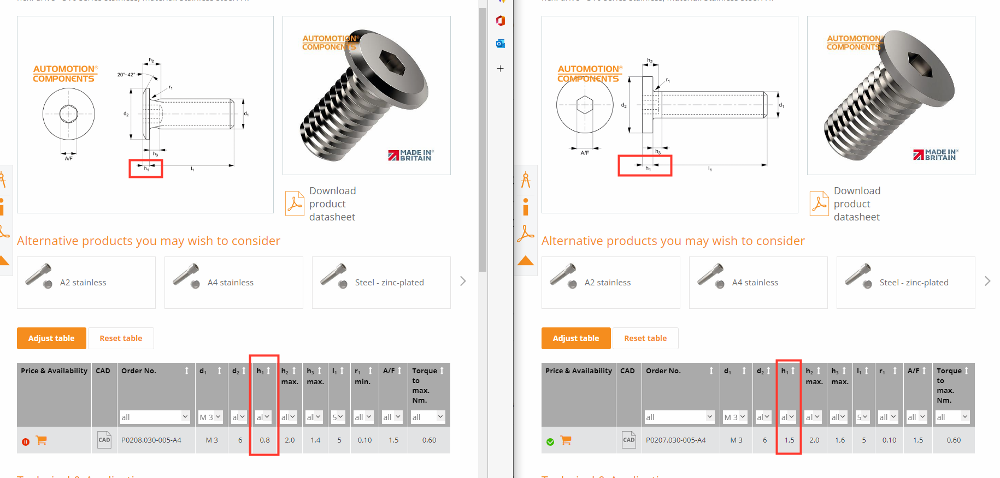 AUTOMOTION®
COMPONENTS
h₂
20°-42°
r₁
d₂
d₁
A/F
h₃
h₁
l₁
AUTOMOTION®
COMPONENTS
MADE IN®
BRITAIN
Download
product
datasheet
Alternative products you may wish to consider
A2 stainless
A4 stainless
Steel - zinc-plated
Adjust table
Reset table
Price & Availability CAD Order No. d₁ d₂ h₁ h₂ max. h₃ max. l₁ r₁ min. A/F Torque to max. Nm.
all M 3 al al all all 5 all all all
CAD P0208.030-005-A4 M 3 6 0,8 2,0 1,4 5 0,10 1,5 0,60
AUTOMOTION®
COMPONENTS
h₂
r₁
d₂
d₁
A/F
h₃
h₁
l₁
AUTOMOTION
COMPONENTS
MADE IN®
BRITAIN
Download
product
datasheet
Alternative products you may wish to consider
A2 stainless
A4 stainless
Steel - zinc-plated
Adjust table
Reset table
Price & Availability CAD Order No. d₁ d₂ h₁ h₂ max. h₃ max. l₁ r₁ A/F Torque to max. Nm.
all M 3 al al all all 5 all all all
CAD P0207.030-005-A4 M 3 6 1,5 2,0 1,6 5 0,10 1,5 0,60